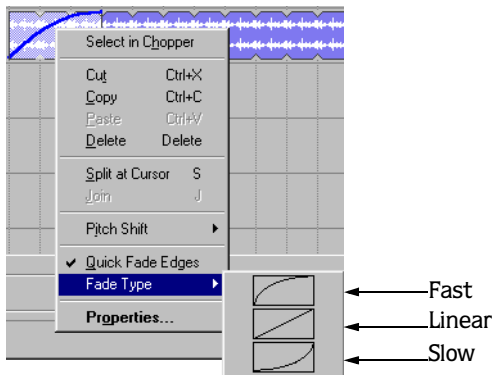 Select in Chopper
Cut Ctrl+X
Copy Ctrl+C
Paste Ctrl+V
Delete Delete
Split at Cursor S
Join J
Pitch Shift
Quick Fade Edges
Fade Type
Properties...
Fast
Linear
Slow